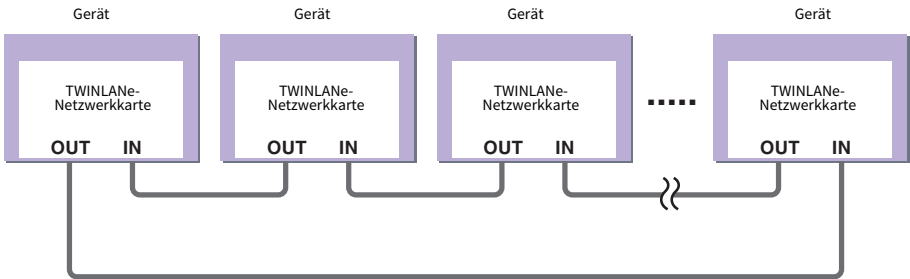 Gerät
Gerät
Gerät
Gerät
TWINLANe-
Netzwerkkarte
OUT IN
TWINLANe-
Netzwerkkarte
OUT IN
TWINLANe-
Netzwerkkarte
OUT IN
TWINLANe-
Netzwerkkarte
OUT IN